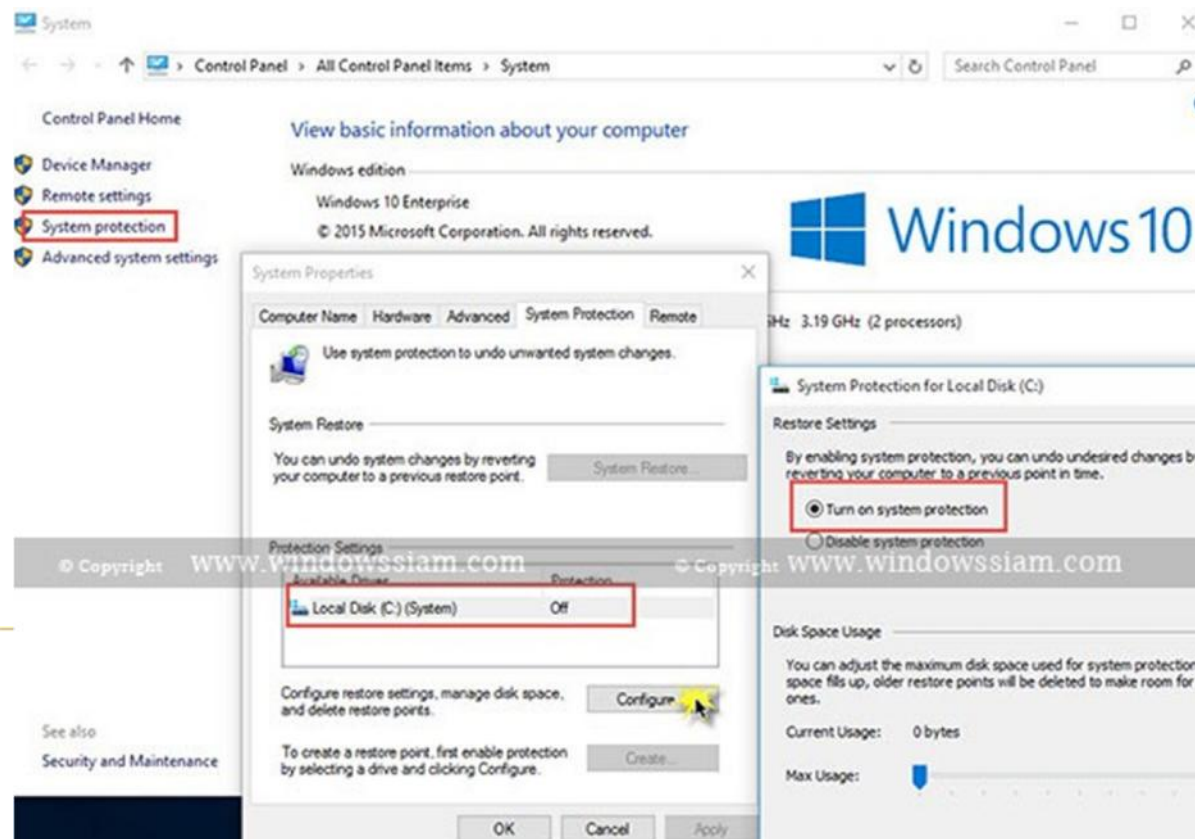 System
Control Panel > All Control Panel Items > System
Search Control Panel
Control Panel Home
Device Manager
Remote settings
System protection
Advanced system settings
View basic information about your computer
Windows edition
Windows 10 Enterprise
© 2015 Microsoft Corporation. All rights reserved.
Windows 10
GHz 3.19 GHz (2 processors)
System Properties
Computer Name Hardware Advanced System Protection Remote
Use system protection to undo unwanted system changes.
System Restore
You can undo system changes by reverting
your computer to a previous restore point.
System Restore...
Protection Settings
Available Drives Protection
Local Disk (C:) (System) Off
Configure restore settings, manage disk space,
and delete restore points.
Configure
To create a restore point, first enable protection
by selecting a drive and clicking Configure.
Create...
OK Cancel Apply
System Protection for Local Disk (C:)
Restore Settings
By enabling system protection, you can undo undesired changes by
reverting your computer to a previous point in time.
Turn on system protection
Disable system protection
Disk Space Usage
You can adjust the maximum disk space used for system protection
space fills up, older restore points will be deleted to make room for
ones.
Current Usage: 0 bytes
Max Usage:
See also
Security and Maintenance
© Copyright www.windowssiam.com
© Copyright www.windowssiam.com